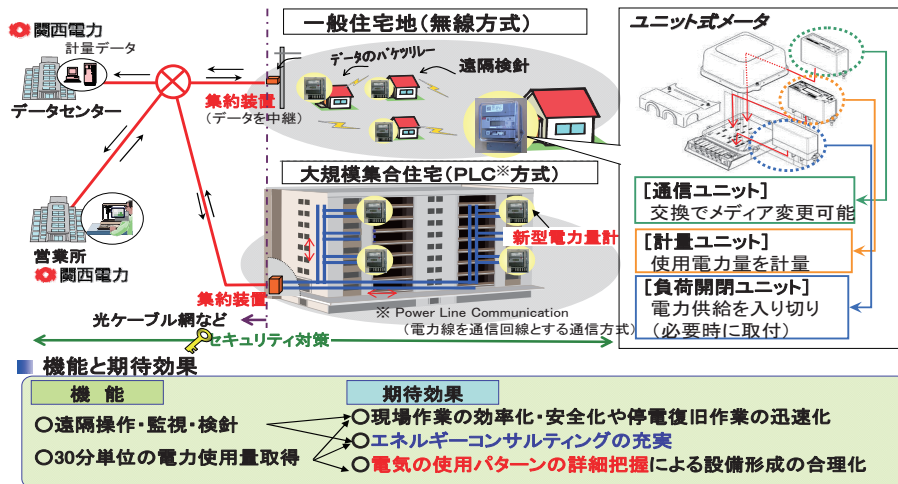 一般住宅地(無線方式)
関西電力
計量データ
データセンター
データのバケツリレー
遠隔検針
集約装置
(データを中継)
営業所
関西電力
大規模集合住宅(PLC※方式)
新型電力量計
集約装置
光ケーブル網など
※ Power Line Communication
(電力線を通信回線とする通信方式)
セキュリティ対策
ユニット式メータ
[通信ユニット]
交換でメディア変更可能
[計量ユニット]
使用電力量を計量
[負荷開閉ユニット]
電力供給を入り切り
(必要時に取付)
■ 機能と期待効果
機 能
○遠隔操作・監視・検針
○30分単位の電力使用量取得
期待効果
○現場作業の効率化・安全化や停電復旧作業の迅速化
○エネルギーコンサルティングの充実
○電気の使用パターンの詳細把握による設備形成の合理化